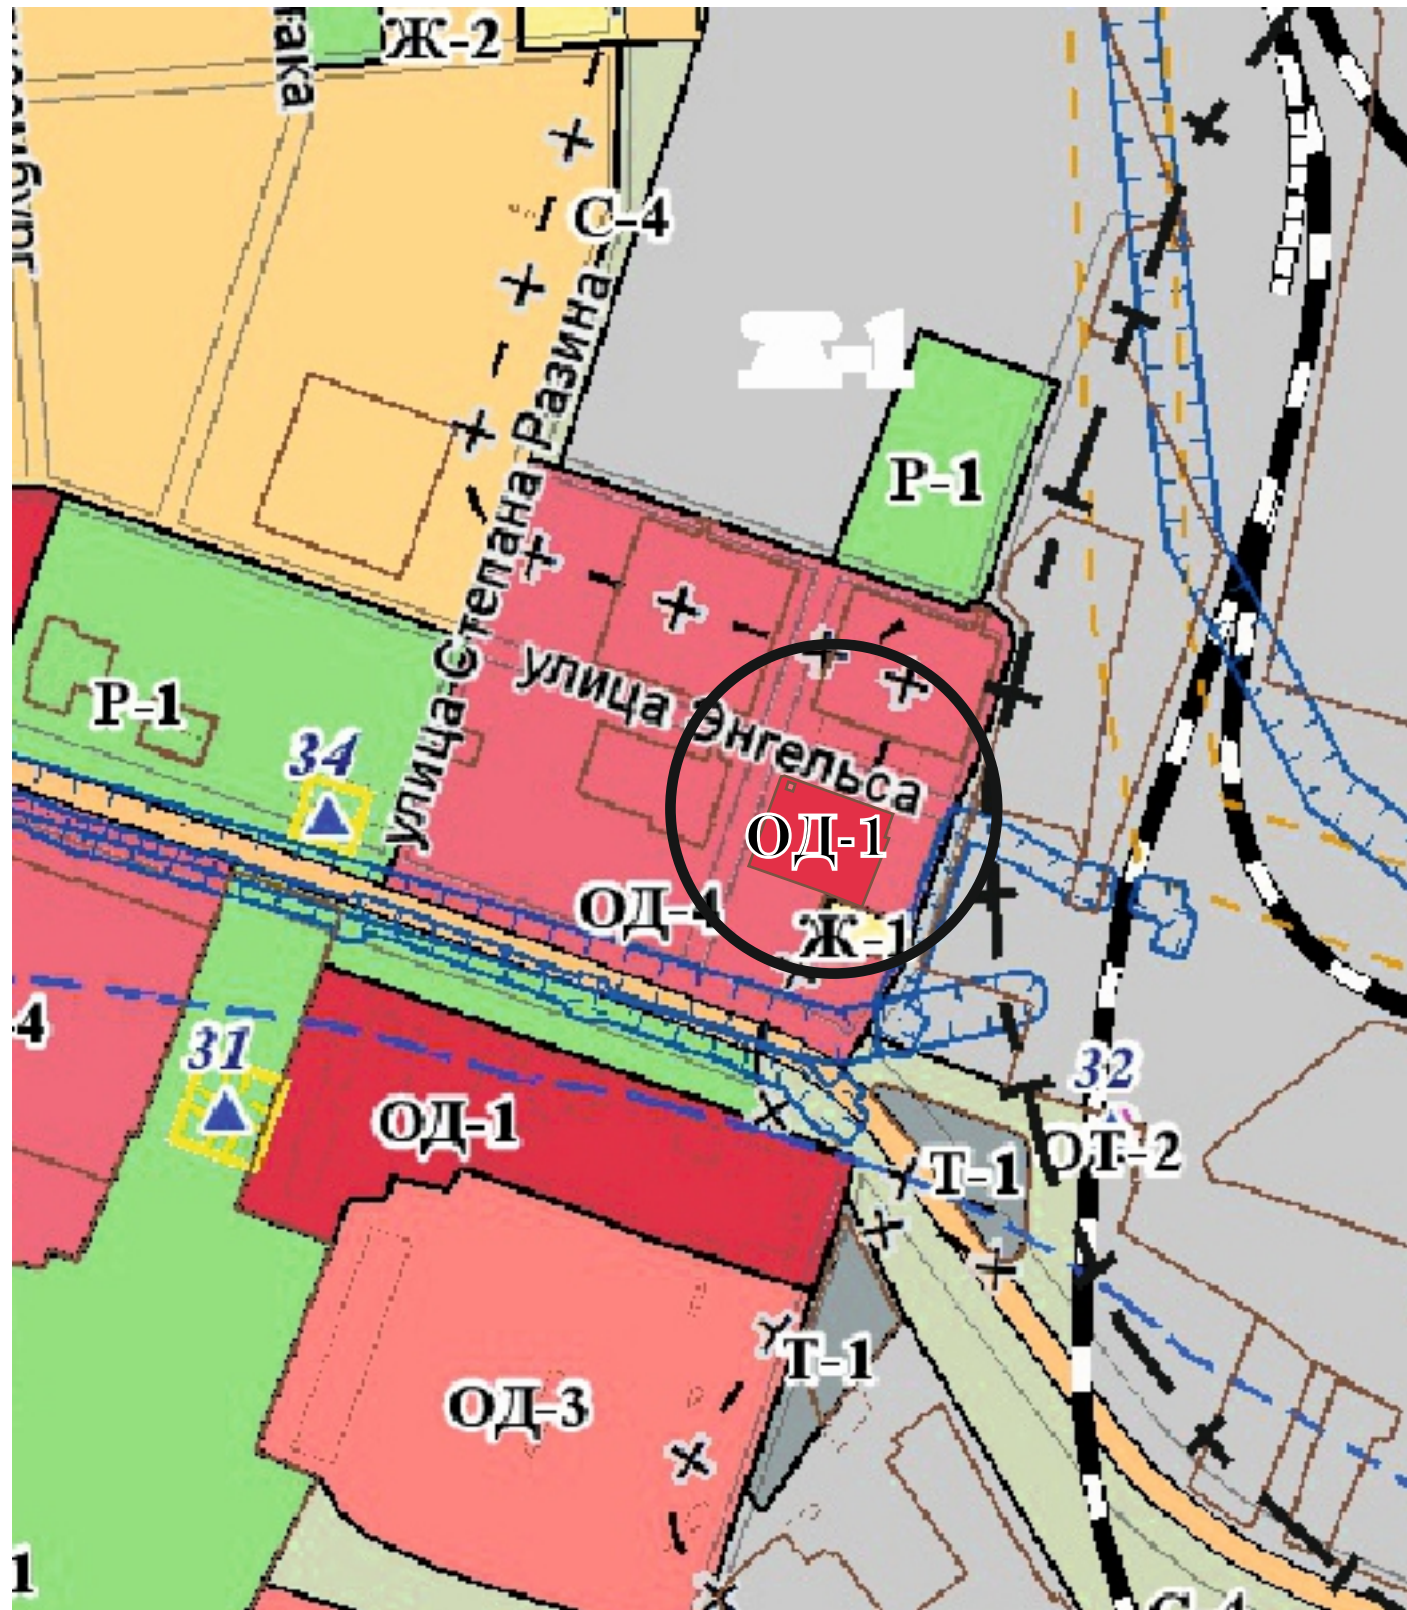 Ж-2
С-4
Р-1
улица Степана Разина
улица Энгельса
Р-1
34
ОД-1
ОД-4
Ж-1
31
32
ОД-1
Т-1
ОТ-2
Т-1
ОД-3
С-4